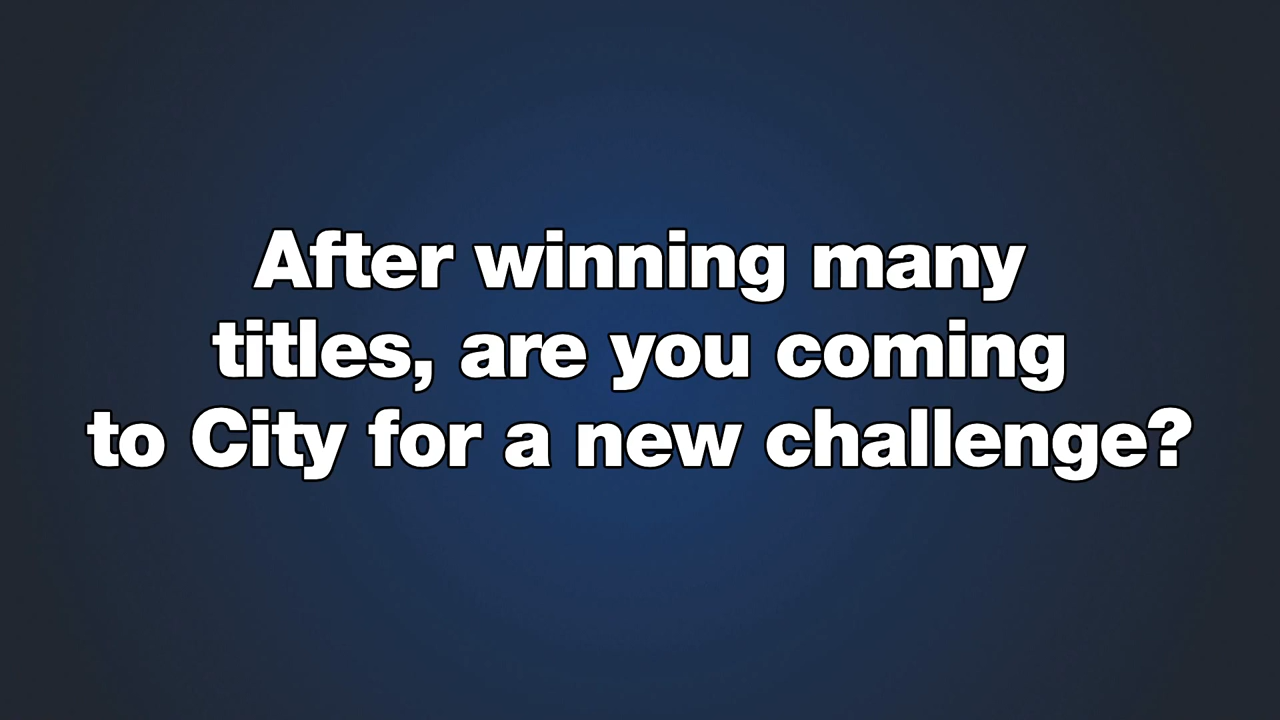 After winning many
titles, are you coming
to City for a new challenge?